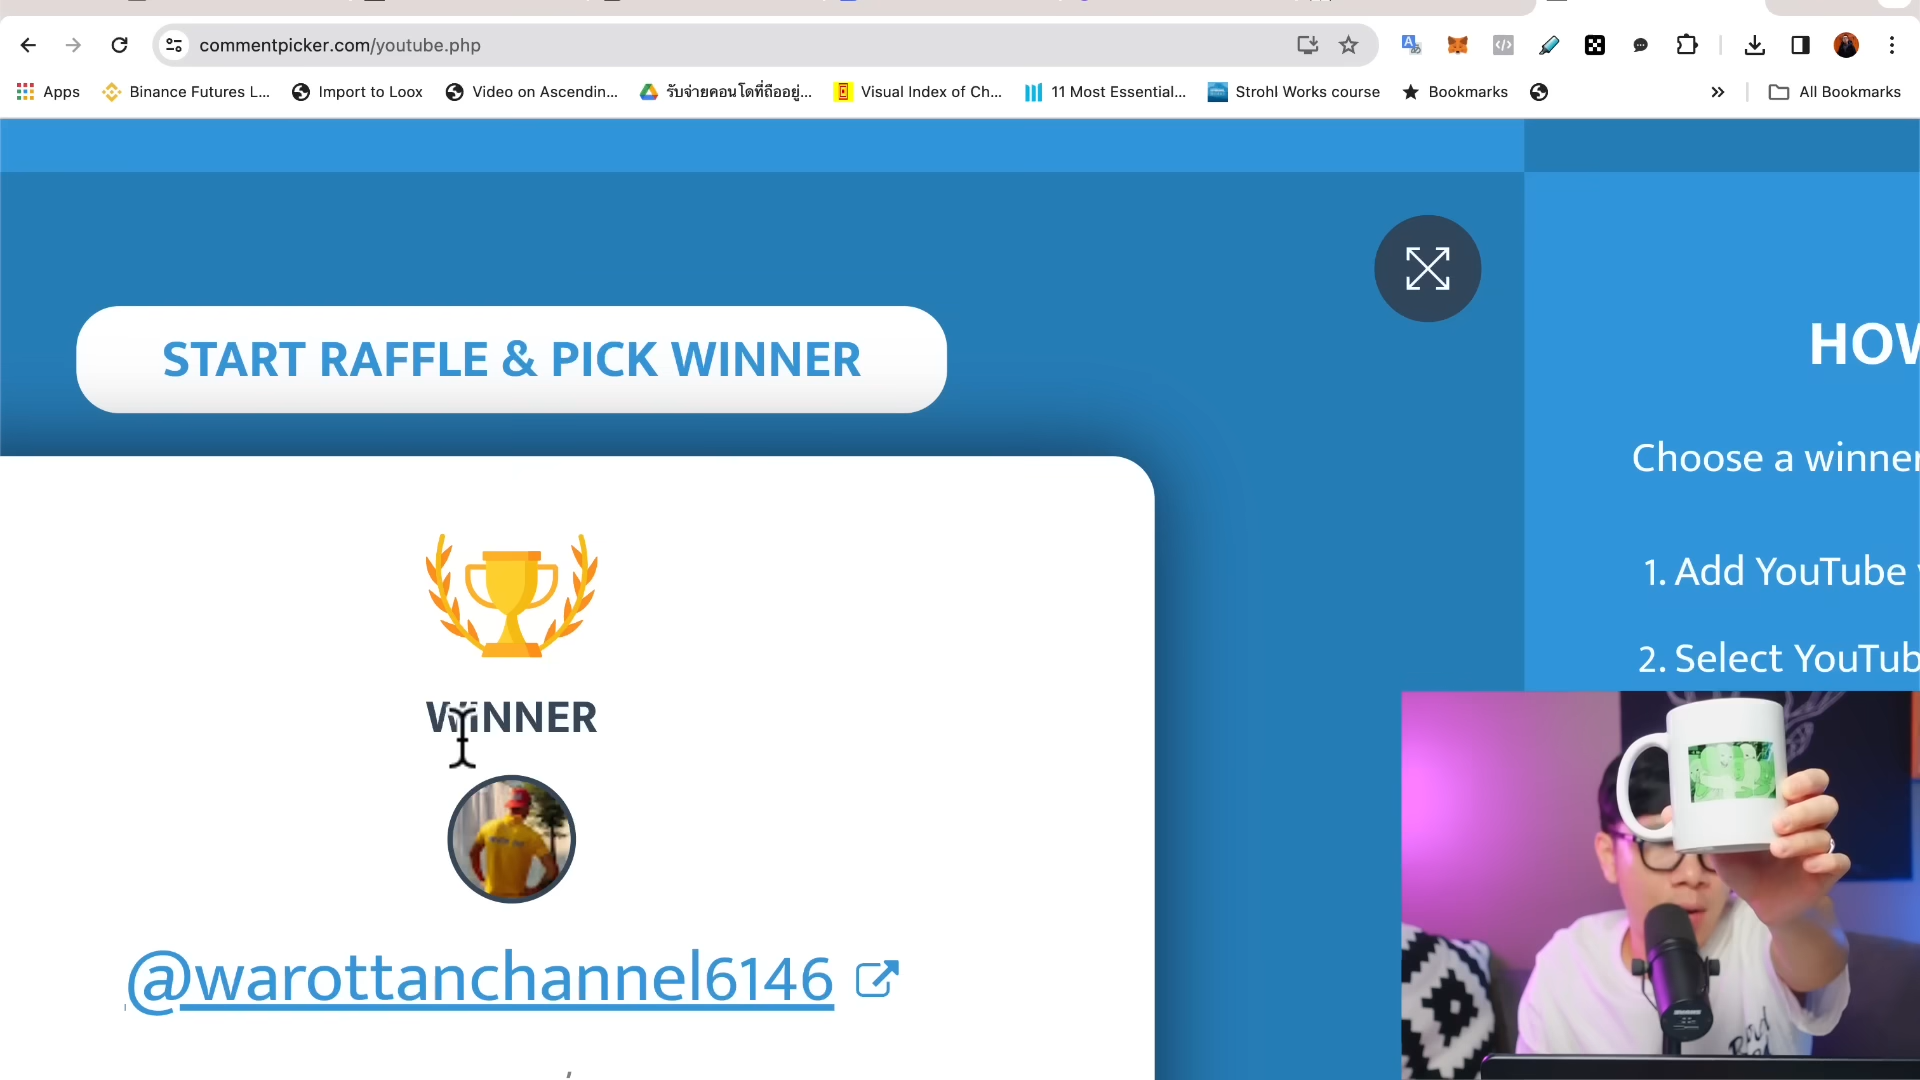 commentpicker.com/youtube.php
Apps
Binance Futures L...
Import to Loox
Video on Ascendin...
รับจ่ายคอนโดที่ถืออยู่...
Visual Index of Ch...
11 Most Essential...
Strohl Works course
Bookmarks
All Bookmarks
START RAFFLE & PICK WINNER
WINNER
@warottanchannel6146
HOW
Choose a winner
1. Add YouTube
2. Select YouTub